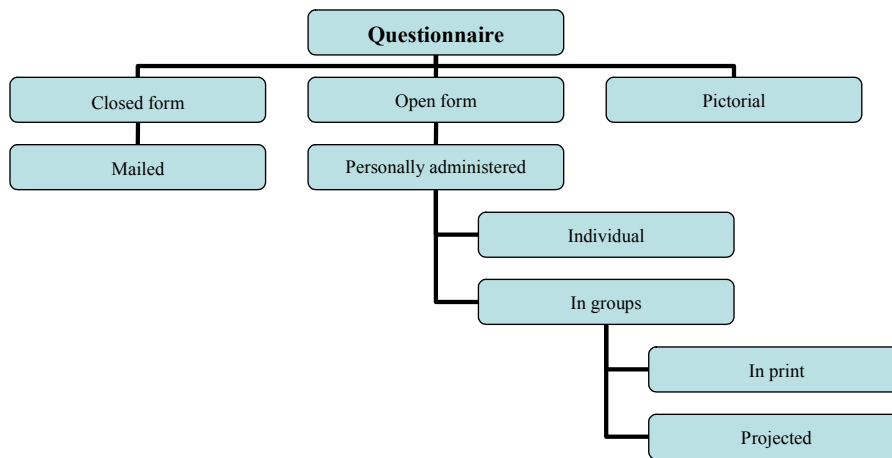 Questionnaire
Closed form
Open form
Pictorial
Mailed
Personally administered
Individual
In groups
In print
Projected